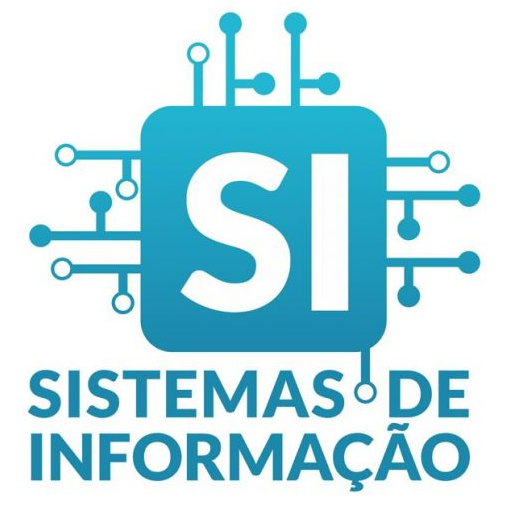 SI
SISTEMAS DE
INFORMAÇÃO